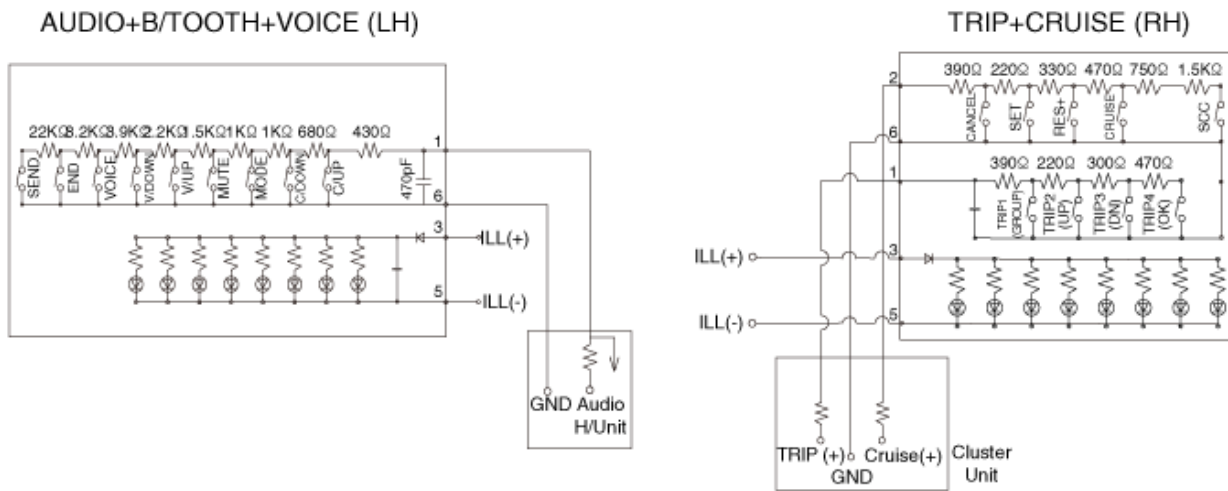 AUDIO+B/TOOTH+VOICE (LH)
TRIP+CRUISE (RH)
22KΩ 8.2KΩ 3.9KΩ 2.2KΩ 1.5KΩ 1KΩ 1KΩ 680Ω 430Ω
1
SEND
END
VOICE
V/DOWN
V/UP
MUTE
MODE
C/DOWN
C/UP
470pF
6
3
ILL(+)
5
ILL(-)
GND Audio
H/Unit
2
390Ω 220Ω 330Ω 470Ω 750Ω 1.5KΩ
CANCEL
SET
RES+
CRUISE
SCC
6
390Ω 220Ω 300Ω 470Ω
1
TRIP1
(GROUP)
TRIP2
(UP)
TRIP3
(DN)
TRIP4
(OK)
ILL(+)
3
ILL(-)
5
TRIP (+)
GND
Cruise(+)
Cluster
Unit